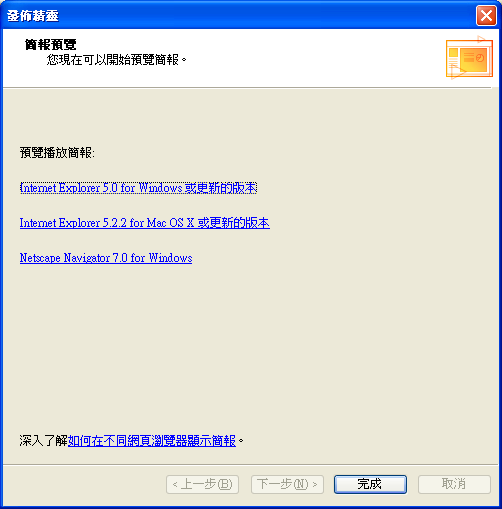 發佈精靈
簡報預覽
您現在可以開始預覽簡報。
預覽播放簡報:
Internet Explorer 5.0 for Windows 或更新的版本
Internet Explorer 5.2.2 for Mac OS X 或更新的版本
Netscape Navigator 7.0 for Windows
深入了解如何在不同網頁瀏覽器顯示簡報。
< 上一步(B) 下一步(N) > 完成 取消